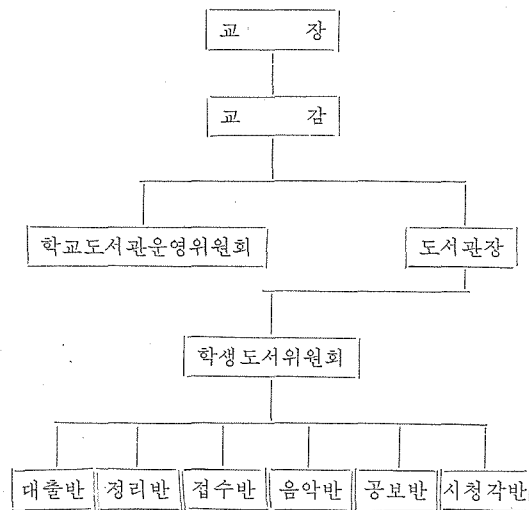 교 장
교 감
학교도서관운영위원회 도서관장
학생도서위원회
대출반 정리반 접수반 음악반 공보반 시청각반